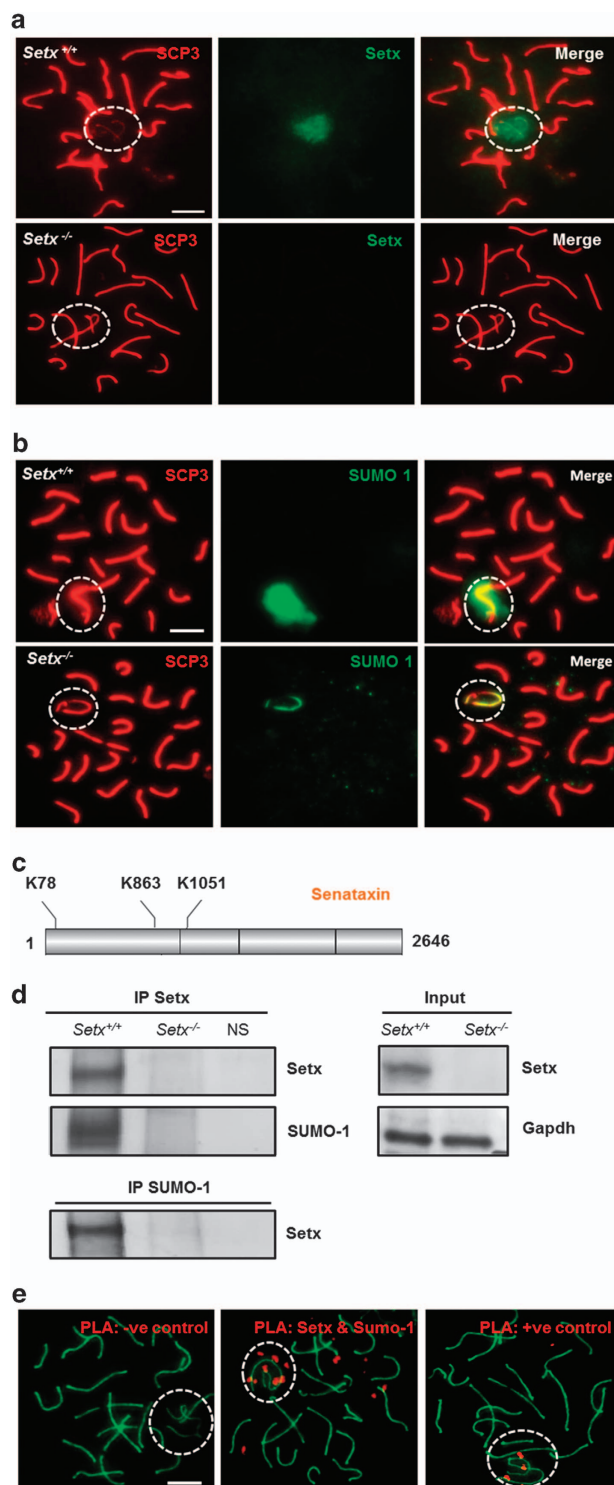 a
Setx +/+ SCP3 Setx Merge
Setx -/- SCP3 Setx Merge
b
Setx+/+ SCP3 SUMO 1 Merge
Setx-/- SCP3 SUMO 1 Merge
c
K78 K863 K1051 Senataxin
1 2646
d
IP Setx Input
Setx+/+ Setx-/- NS Setx+/+ Setx-/-
Setx Setx
SUMO-1 Gapdh
IP SUMO-1
Setx
e
PLA: -ve control PLA: Setx & Sumo-1 PLA: +ve control